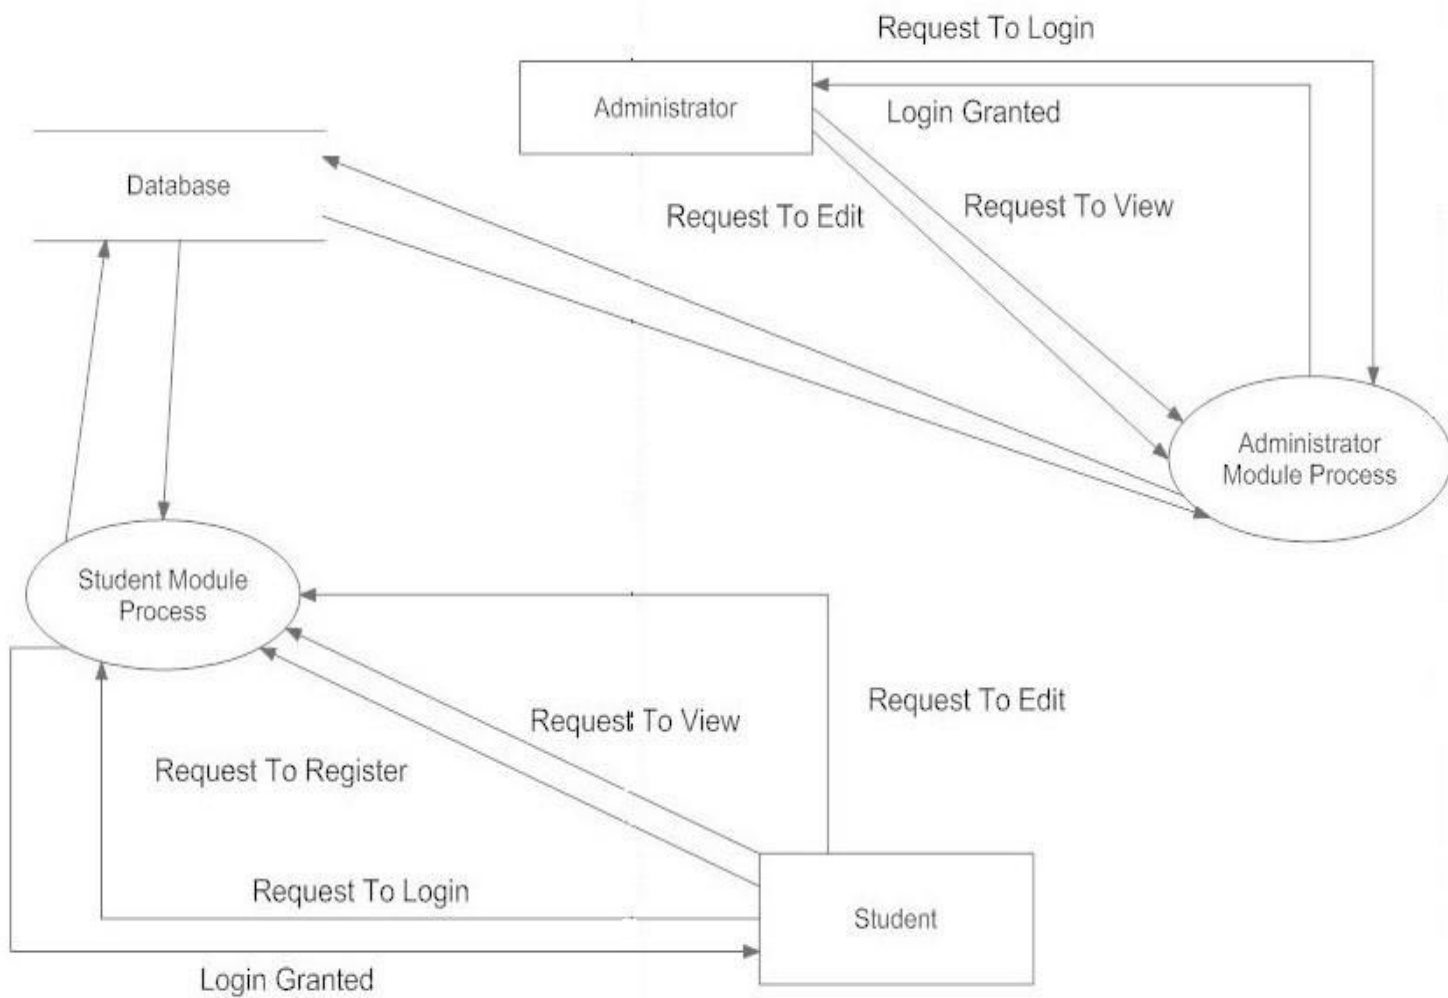 Request To Login
Administrator
Login Granted
Database
Request To Edit
Request To View
Administrator
Module Process
Student Module
Process
Request To Edit
Request To View
Request To Register
Request To Login
Student
Login Granted